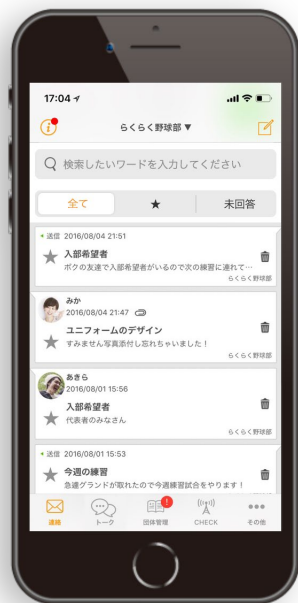 17:04
らくらく野球部 ▼
検索したいワードを入力してください
全て ★ 未回答
送信 2016/08/04 21:51
入部希望者
ボクの友達で入部希望者がいるので次の練習に連れて…
らくらく野球部
みか
2016/08/04 21:47
ユニフォームのデザイン
すみません写真添付し忘れちゃいました！
らくらく野球部
あきら
2016/08/01 15:56
入部希望者
代表者のみなさん
らくらく野球部
送信 2016/08/01 15:53
今週の練習
急遽グランドが取れたので今週練習試合をやります！
連絡 トーク 団体管理 CHECK その他